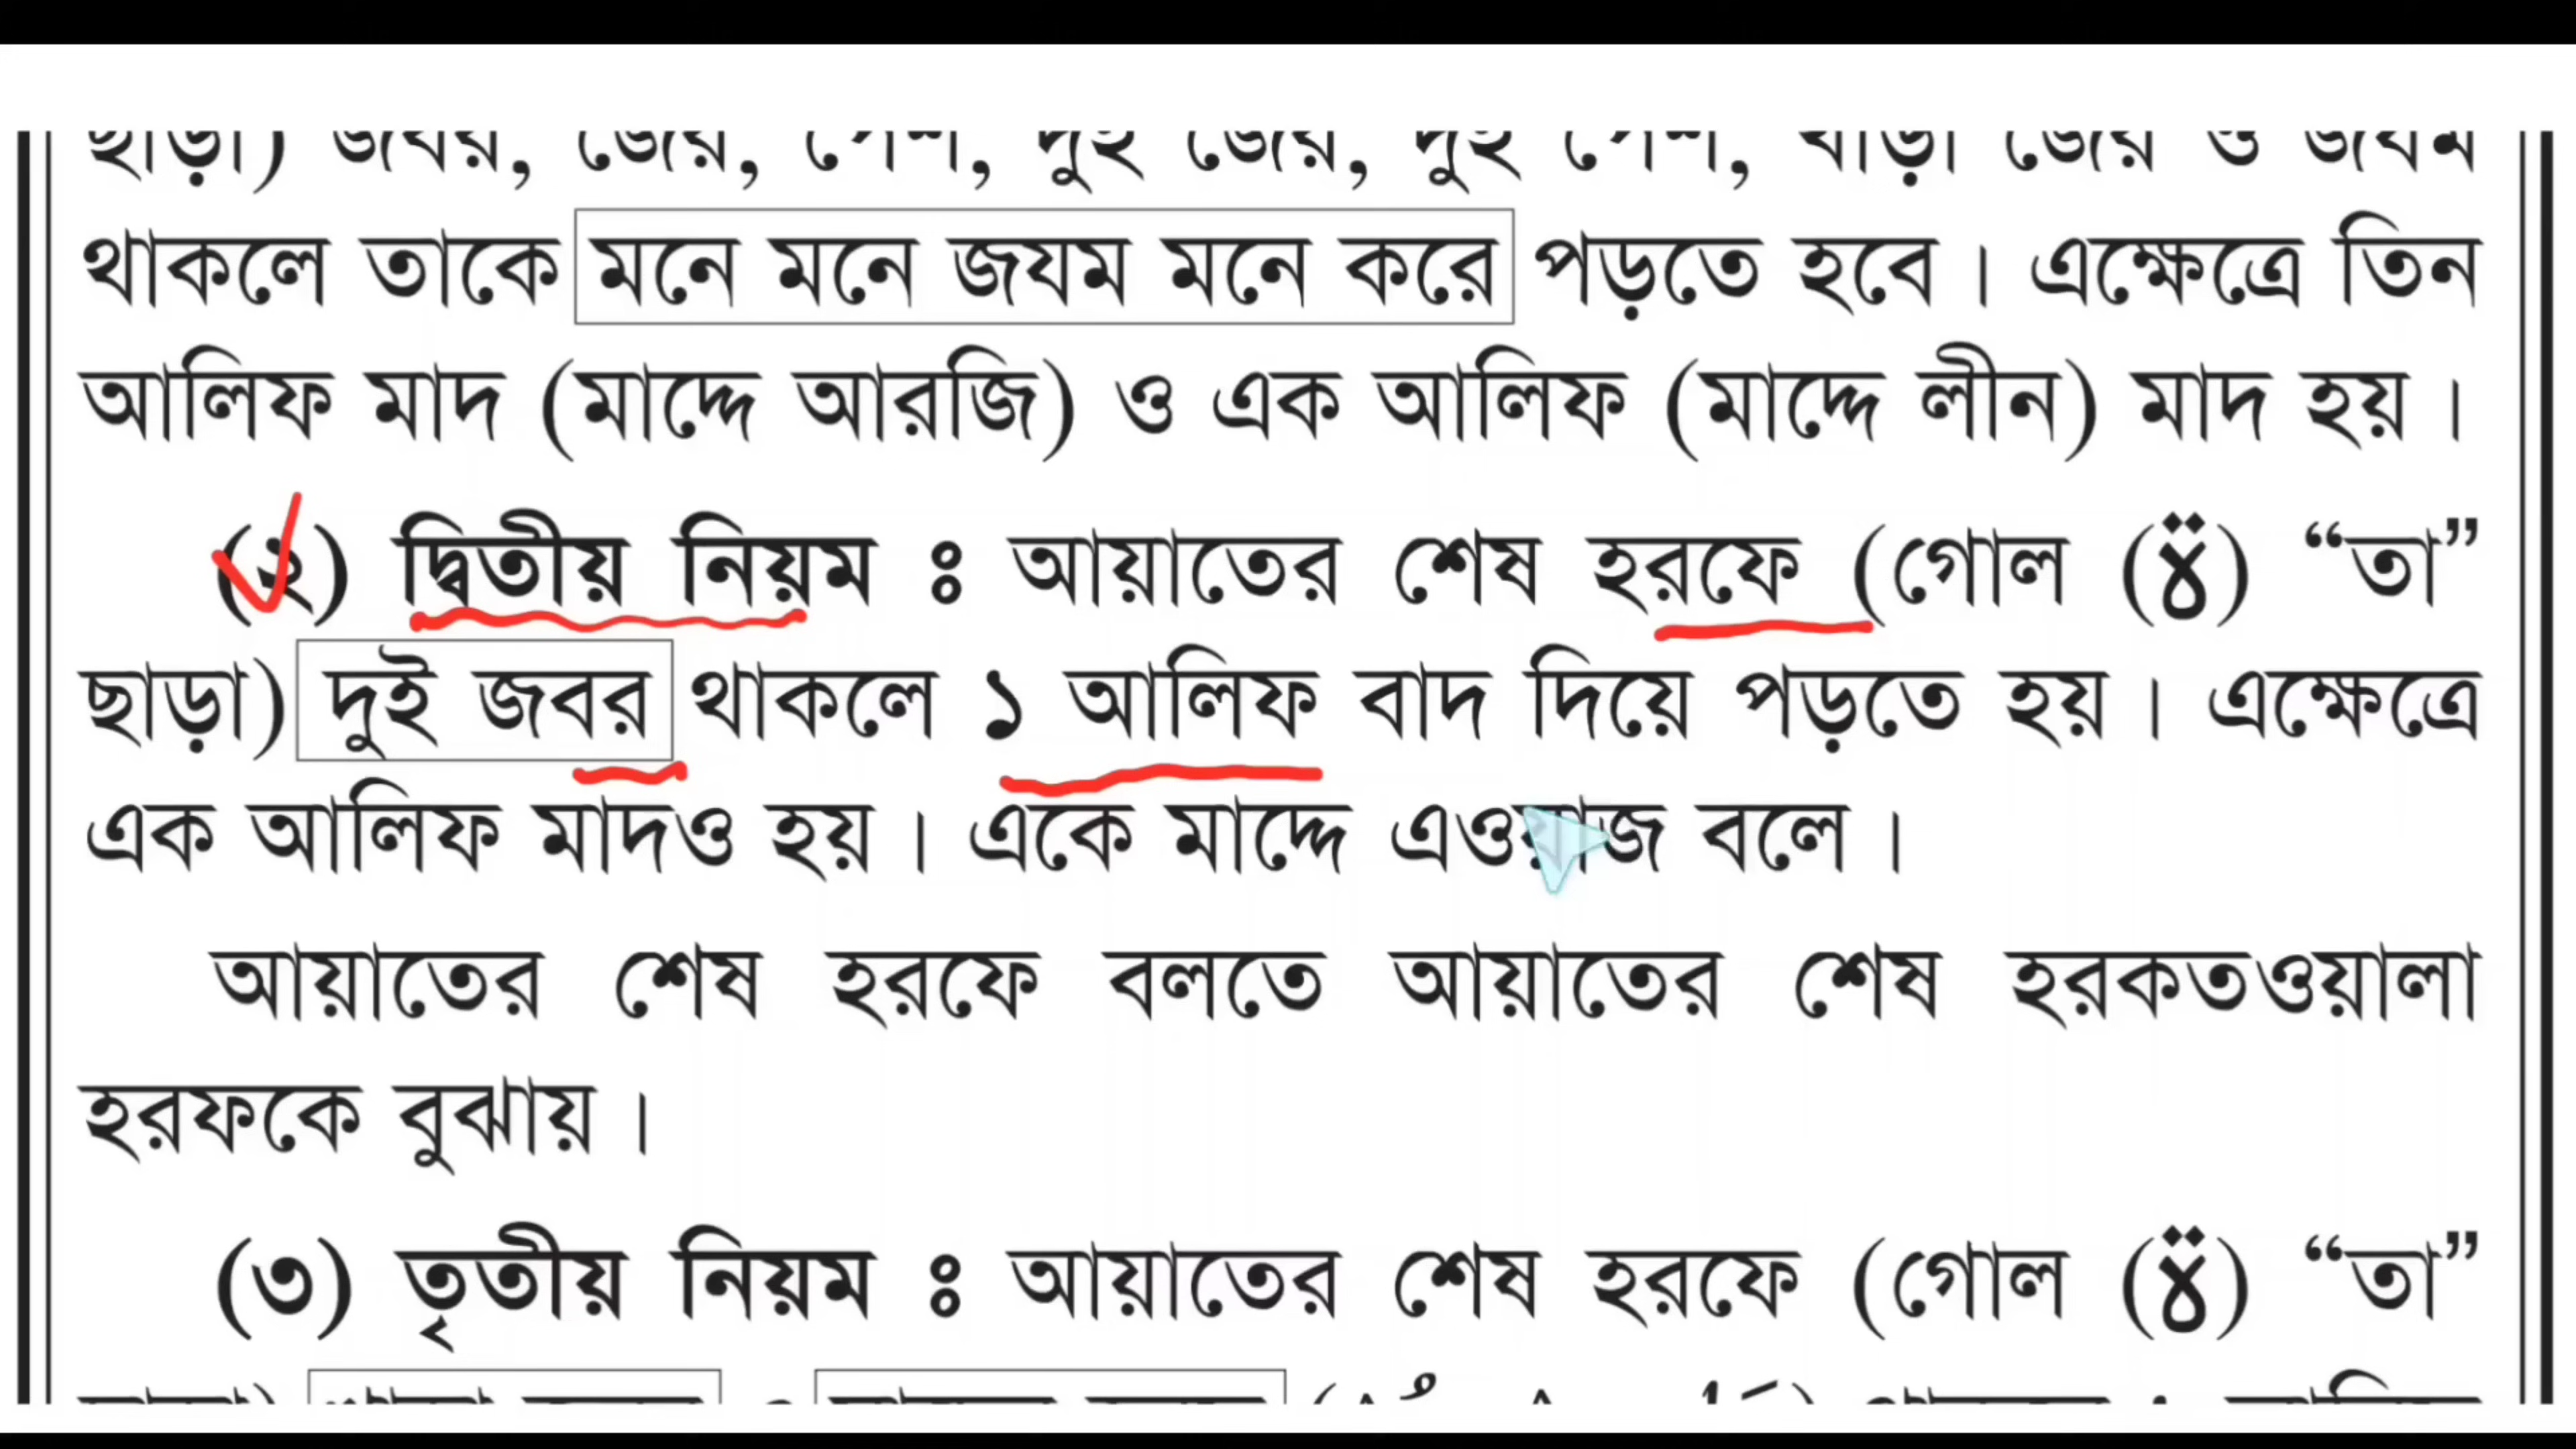 ছাড়া) জবর, জের, পেশ, দুই জের, দুই পেশ, খাড়া জের ও জযম
থাকলে তাকে মনে মনে জযম মনে করে পড়তে হবে । এক্ষেত্রে তিন
আলিফ মাদ (মাদ্দে আরজি) ও এক আলিফ (মাদ্দে লীন) মাদ হয় ।
(২) দ্বিতীয় নিয়ম ঃ আয়াতের শেষ হরফে (গোল (ة) “তা”
ছাড়া) দুই জবর থাকলে ১ আলিফ বাদ দিয়ে পড়তে হয় । এক্ষেত্রে
এক আলিফ মাদও হয় । একে মাদ্দে এওয়াজ বলে ।
আয়াতের শেষ হরফে বলতে আয়াতের শেষ হরকতওয়ালা
হরফকে বুঝায় ।
(৩) তৃতীয় নিয়ম ঃ আয়াতের শেষ হরফে (গোল (ة) “তা”